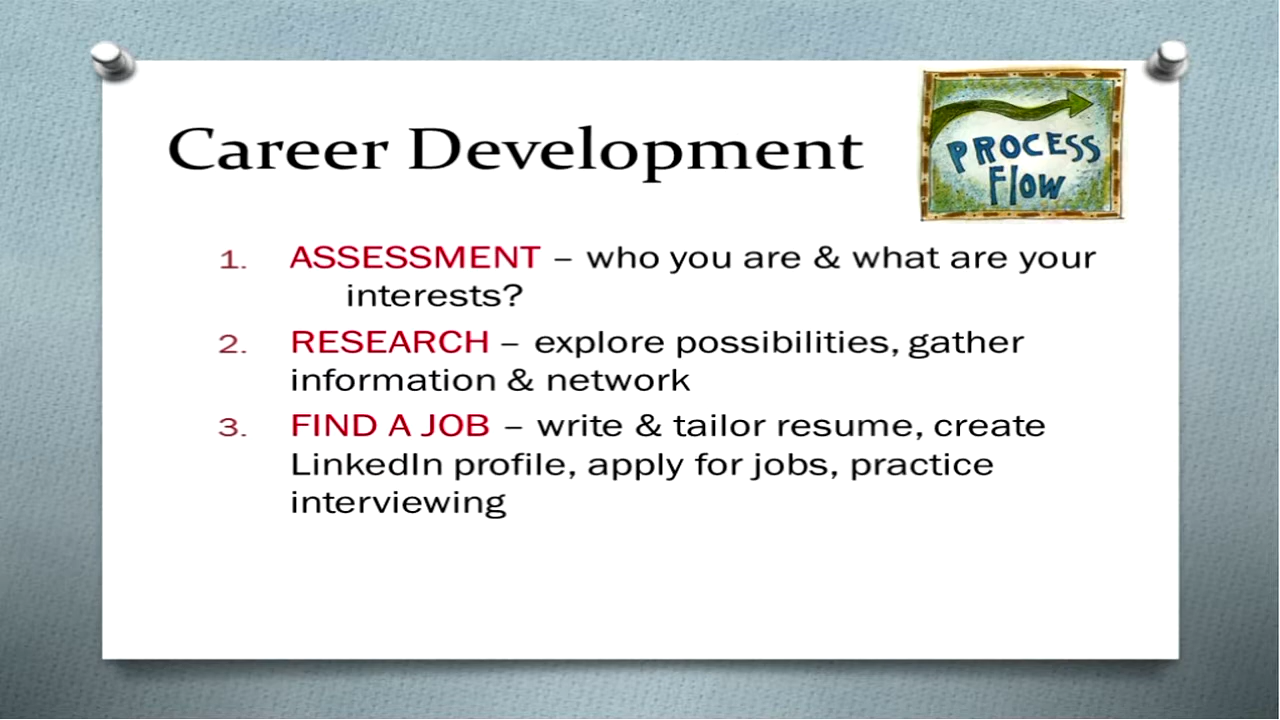 Career Development
PROCESS
FLOW
1. ASSESSMENT – who you are & what are your
interests?
2. RESEARCH – explore possibilities, gather
information & network
3. FIND A JOB – write & tailor resume, create
LinkedIn profile, apply for jobs, practice
interviewing